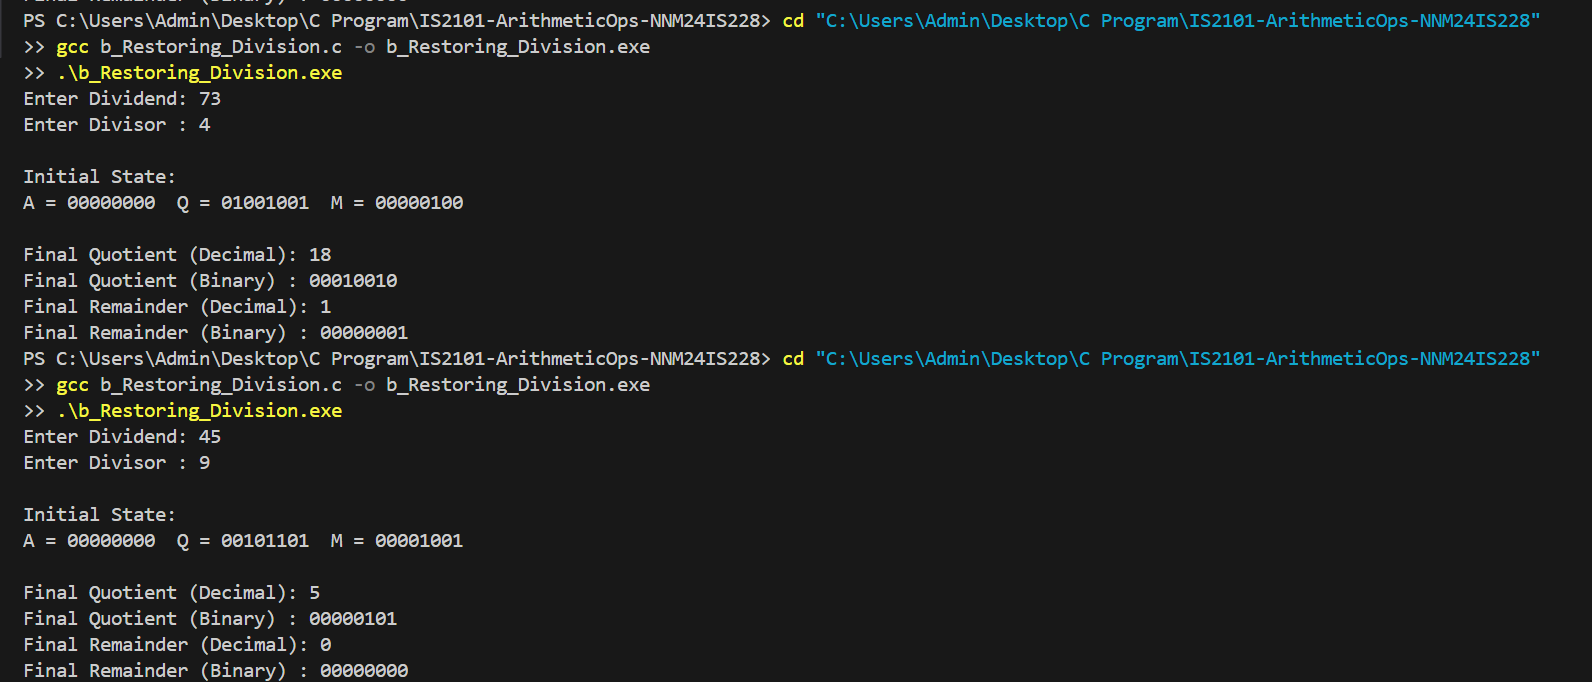 PS C:\Users\Admin\Desktop\C Program\IS2101-ArithmeticOps-NNM24IS228> cd "C:\Users\Admin\Desktop\C Program\IS2101-ArithmeticOps-NNM24IS228"
>> gcc b_Restoring_Division.c -o b_Restoring_Division.exe
>> .\b_Restoring_Division.exe
Enter Dividend: 73
Enter Divisor : 4
Initial State:
A = 00000000  Q = 01001001  M = 00000100
Final Quotient (Decimal): 18
Final Quotient (Binary) : 00010010
Final Remainder (Decimal): 1
Final Remainder (Binary) : 00000001
PS C:\Users\Admin\Desktop\C Program\IS2101-ArithmeticOps-NNM24IS228> cd "C:\Users\Admin\Desktop\C Program\IS2101-ArithmeticOps-NNM24IS228"
>> gcc b_Restoring_Division.c -o b_Restoring_Division.exe
>> .\b_Restoring_Division.exe
Enter Dividend: 45
Enter Divisor : 9
Initial State:
A = 00000000  Q = 00101101  M = 00001001
Final Quotient (Decimal): 5
Final Quotient (Binary) : 00000101
Final Remainder (Decimal): 0
Final Remainder (Binary) : 00000000